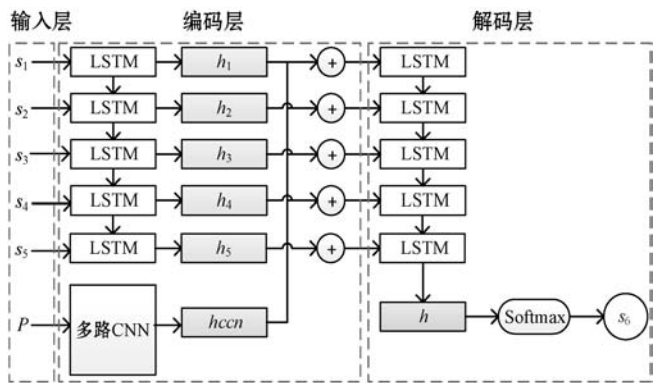 输入层 编码层 解码层
s1 LSTM h1 + LSTM
s2 LSTM h2 + LSTM
s3 LSTM h3 + LSTM
s4 LSTM h4 + LSTM
s5 LSTM h5 + LSTM
P 多路CNN hccn h Softmax s6